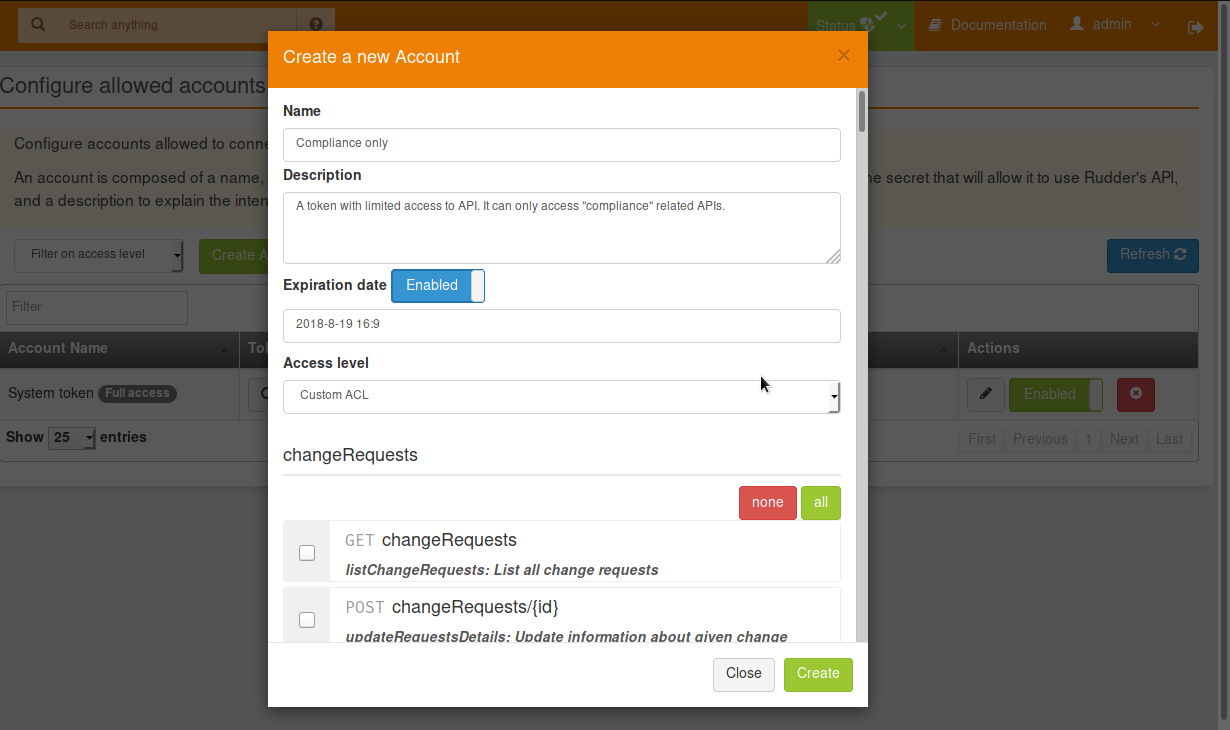 Search anything
Status
Documentation
admin
Create a new Account
×
Configure allowed accounts
Name
Compliance only
Configure accounts allowed to conne
Description
An account is composed of a name,
he secret that will allow it to use Rudder's API,
and a description to explain the inten
A token with limited access to API. It can only access "compliance" related APIs.
Filter on access level
Create A
Refresh
Expiration date
Enabled
Filter
2018-8-19 16:9
Account Name
Tol
Actions
Access level
System token
Full access
Custom ACL
Enabled
Show 25 entries
First
Previous
1
Next
Last
changeRequests
none
all
GET changeRequests
listChangeRequests: List all change requests
POST changeRequests/{id}
updateRequestsDetails: Update information about given change
Close
Create